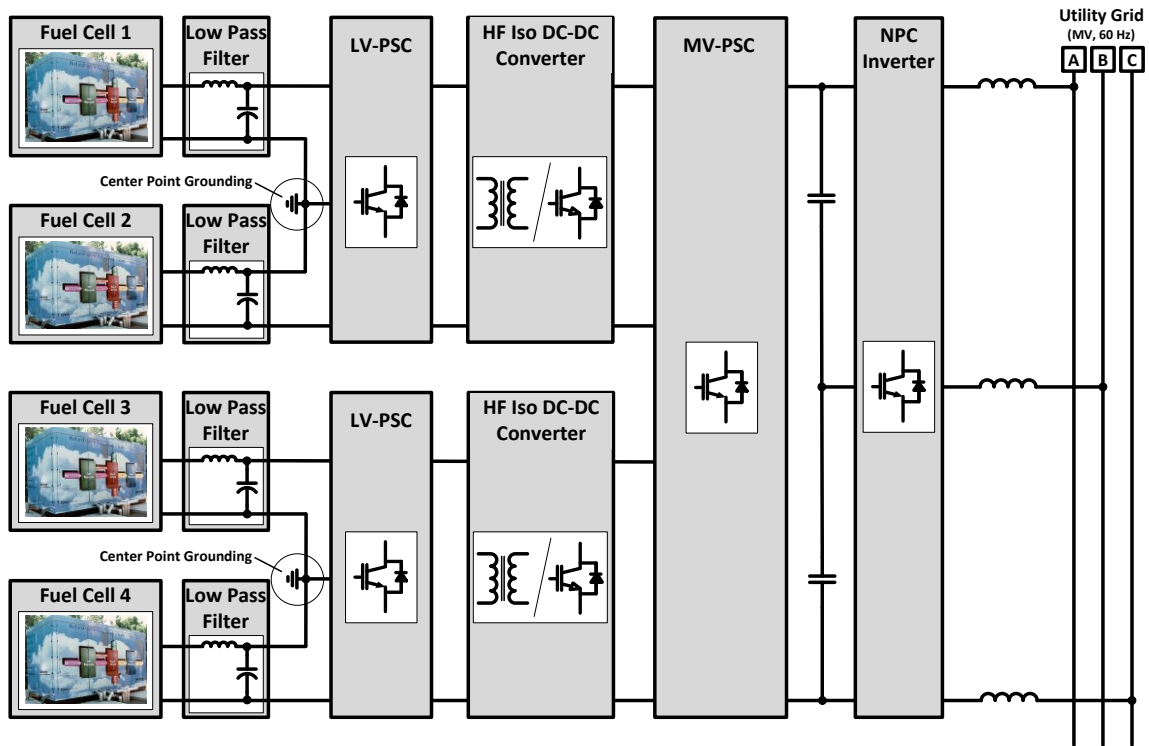 Fuel Cell 1
Low Pass
Filter
LV-PSC
HF Iso DC-DC
Converter
MV-PSC
NPC
Inverter
Utility Grid
(MV, 60 Hz)
A B C
Center Point Grounding
Fuel Cell 2
Low Pass
Filter
Fuel Cell 3
Low Pass
Filter
LV-PSC
HF Iso DC-DC
Converter
Center Point Grounding
Fuel Cell 4
Low Pass
Filter